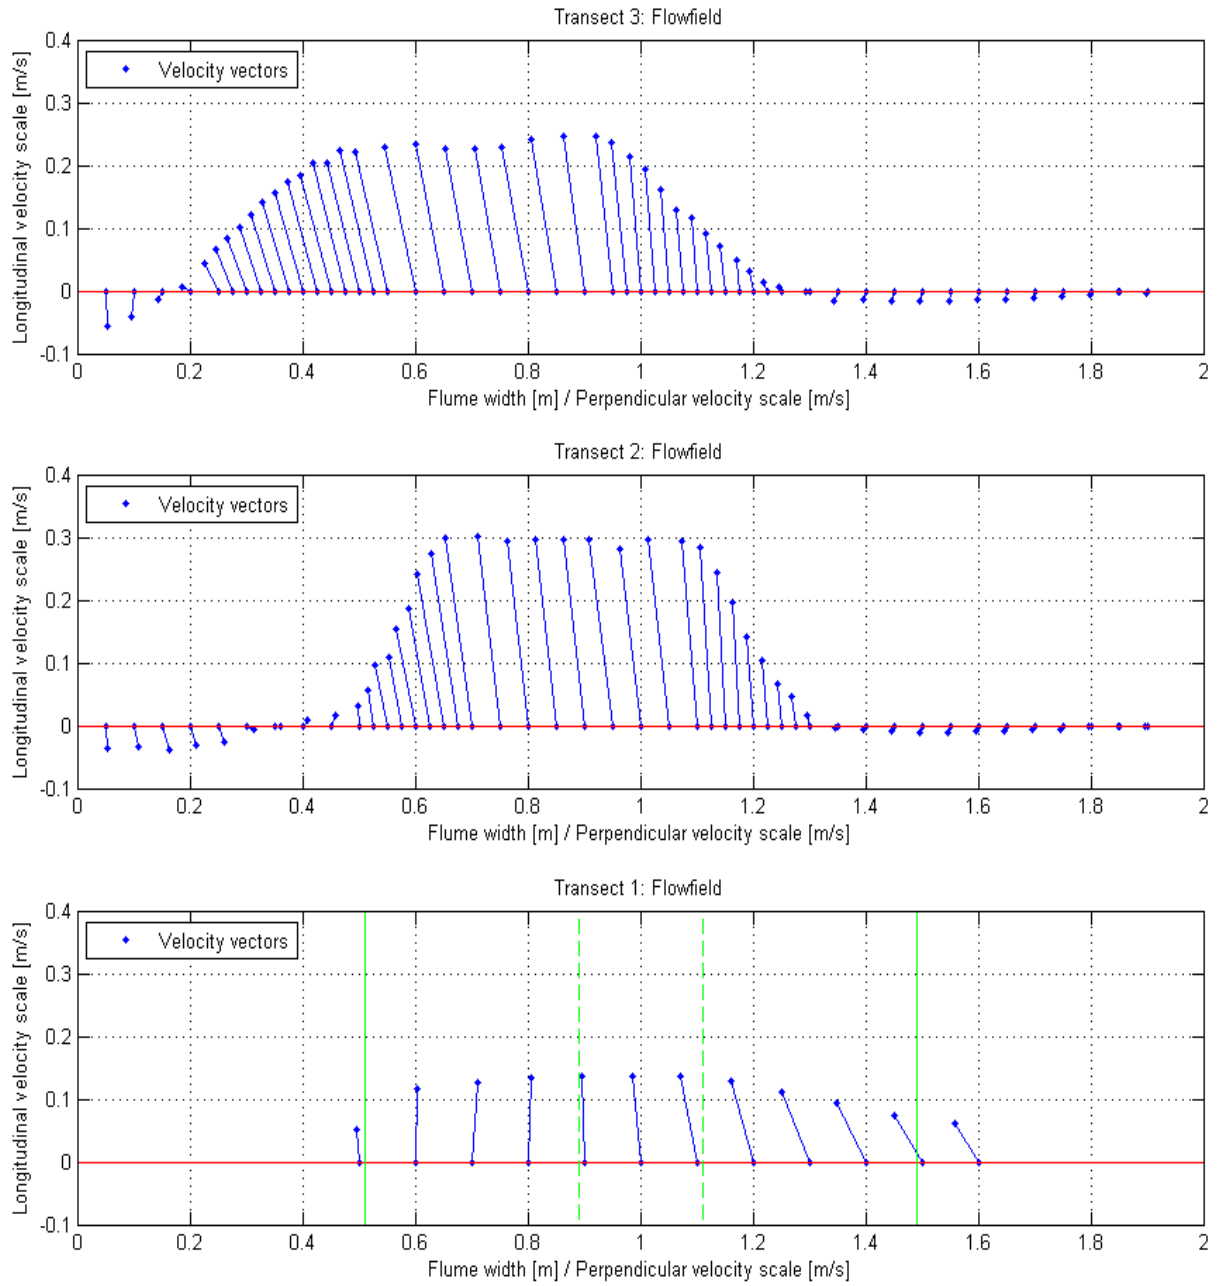 Transect 3: Flowfield
Longitudinal velocity scale [m/s]
0.4
0.3
0.2
0.1
0
-0.1
Velocity vectors
0 0.2 0.4 0.6 0.8 1 1.2 1.4 1.6 1.8 2
Flume width [m] / Perpendicular velocity scale [m/s]
Transect 2: Flowfield
Longitudinal velocity scale [m/s]
0.4
0.3
0.2
0.1
0
-0.1
Velocity vectors
0 0.2 0.4 0.6 0.8 1 1.2 1.4 1.6 1.8 2
Flume width [m] / Perpendicular velocity scale [m/s]
Transect 1: Flowfield
Longitudinal velocity scale [m/s]
0.4
0.3
0.2
0.1
0
-0.1
Velocity vectors
0 0.2 0.4 0.6 0.8 1 1.2 1.4 1.6 1.8 2
Flume width [m] / Perpendicular velocity scale [m/s]